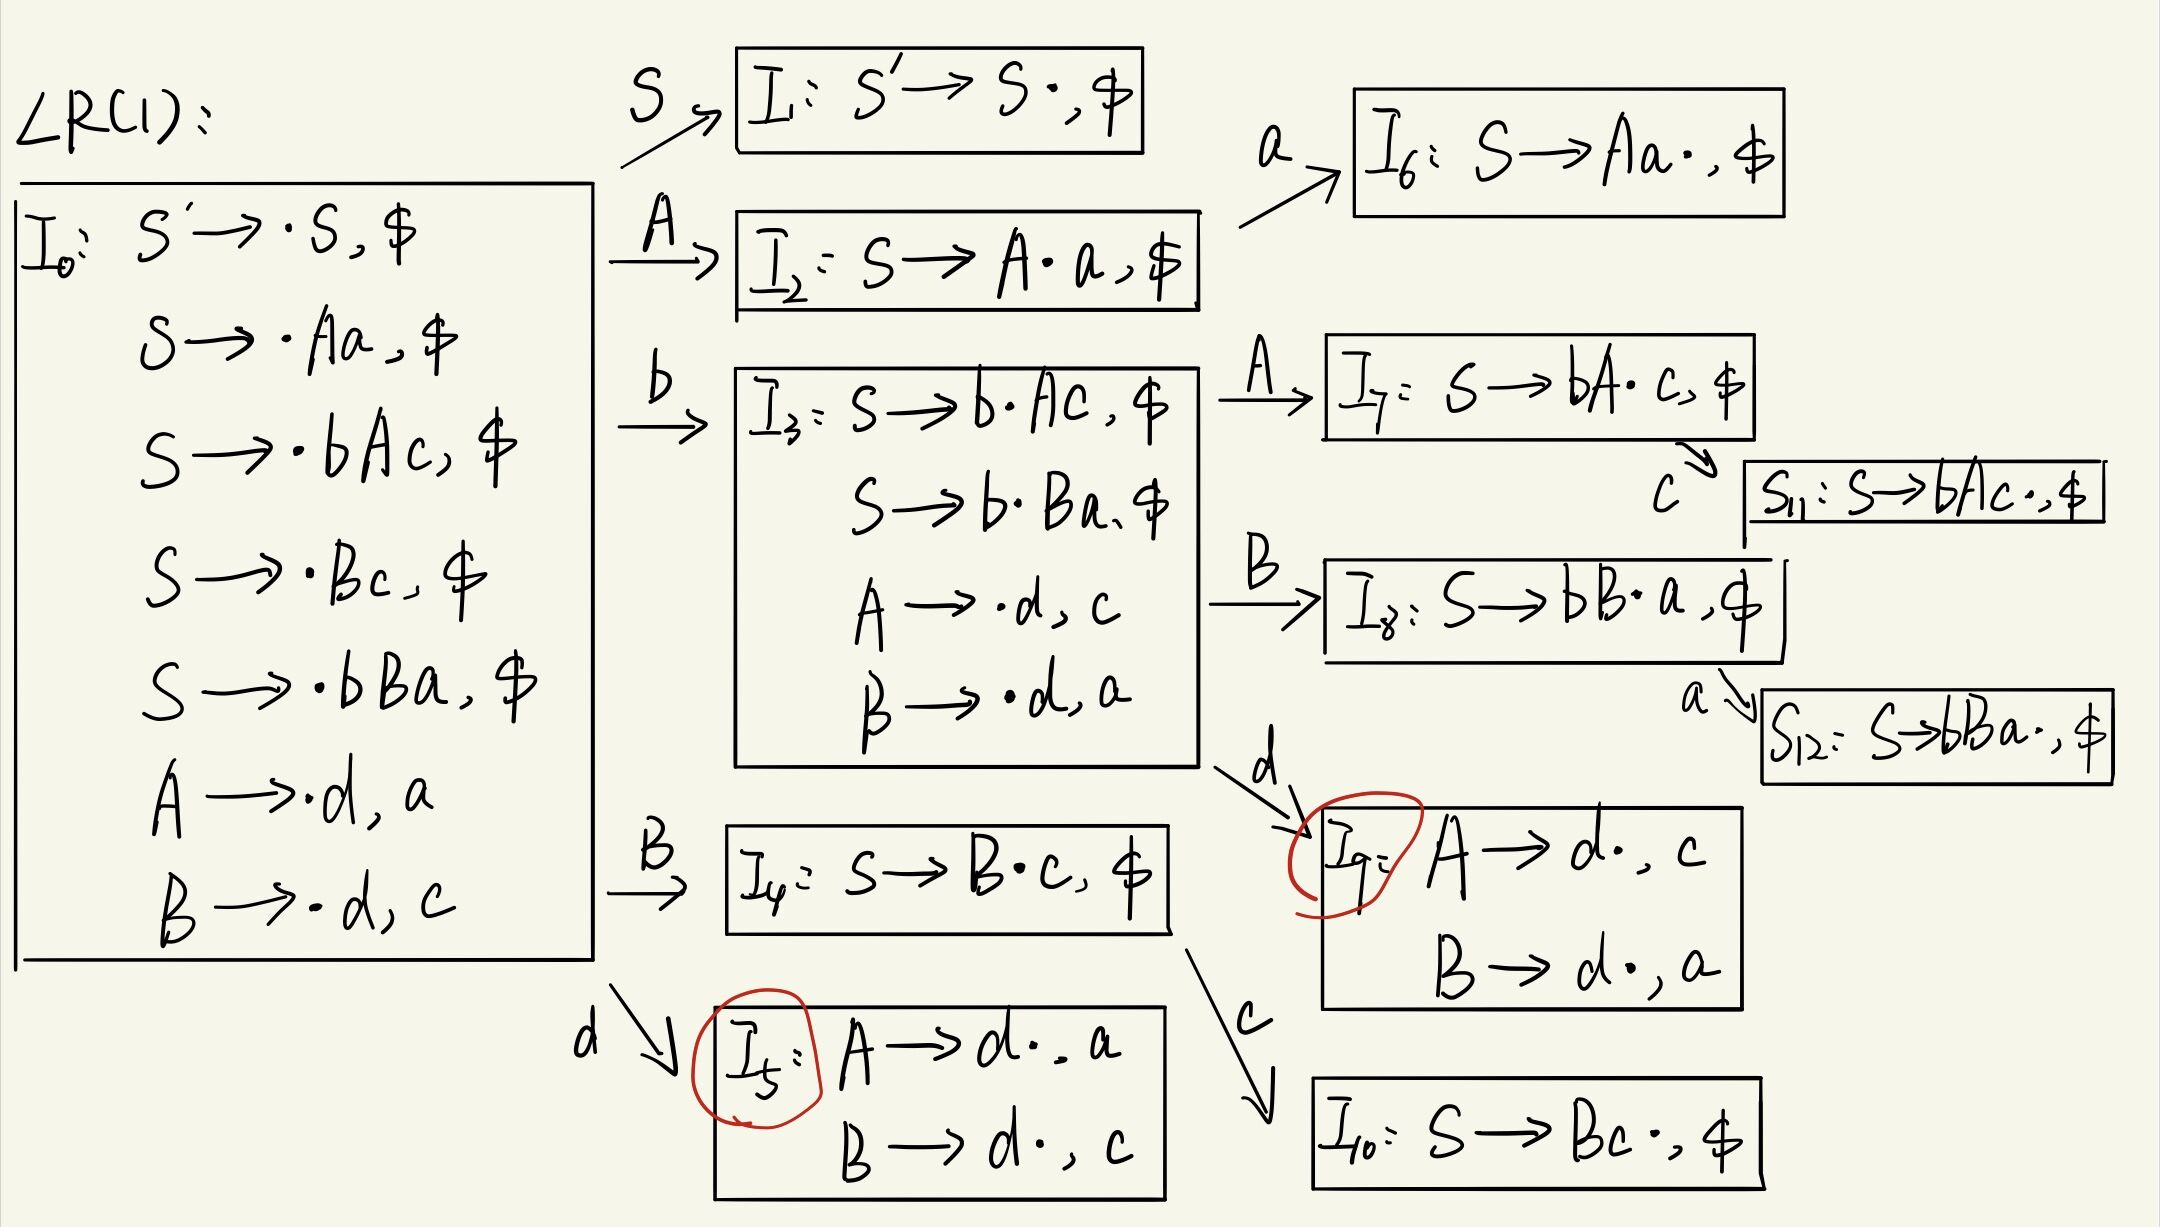 LR(1):
I₀: S' → ·S, $
S → ·Aa, $
S → ·bAc, $
S → ·Bc, $
S → ·bBa, $
A → ·d, a
B → ·d, c
S
I₁: S' → S·, $
A
I₂: S → A·a, $
a
I₆: S → Aa·, $
b
I₃: S → b·Ac, $
S → b·Ba, $
A → ·d, c
B → ·d, a
A
I₇: S → bA·c, $
c
S₁₁: S → bAc·, $
B
I₈: S → bB·a, $
a
S₁₂: S → bBa·, $
d
I₉: A → d·, c
B → d·, a
B
I₄: S → B·c, $
c
I₁₀: S → Bc·, $
d
I₅: A → d·, a
B → d·, c